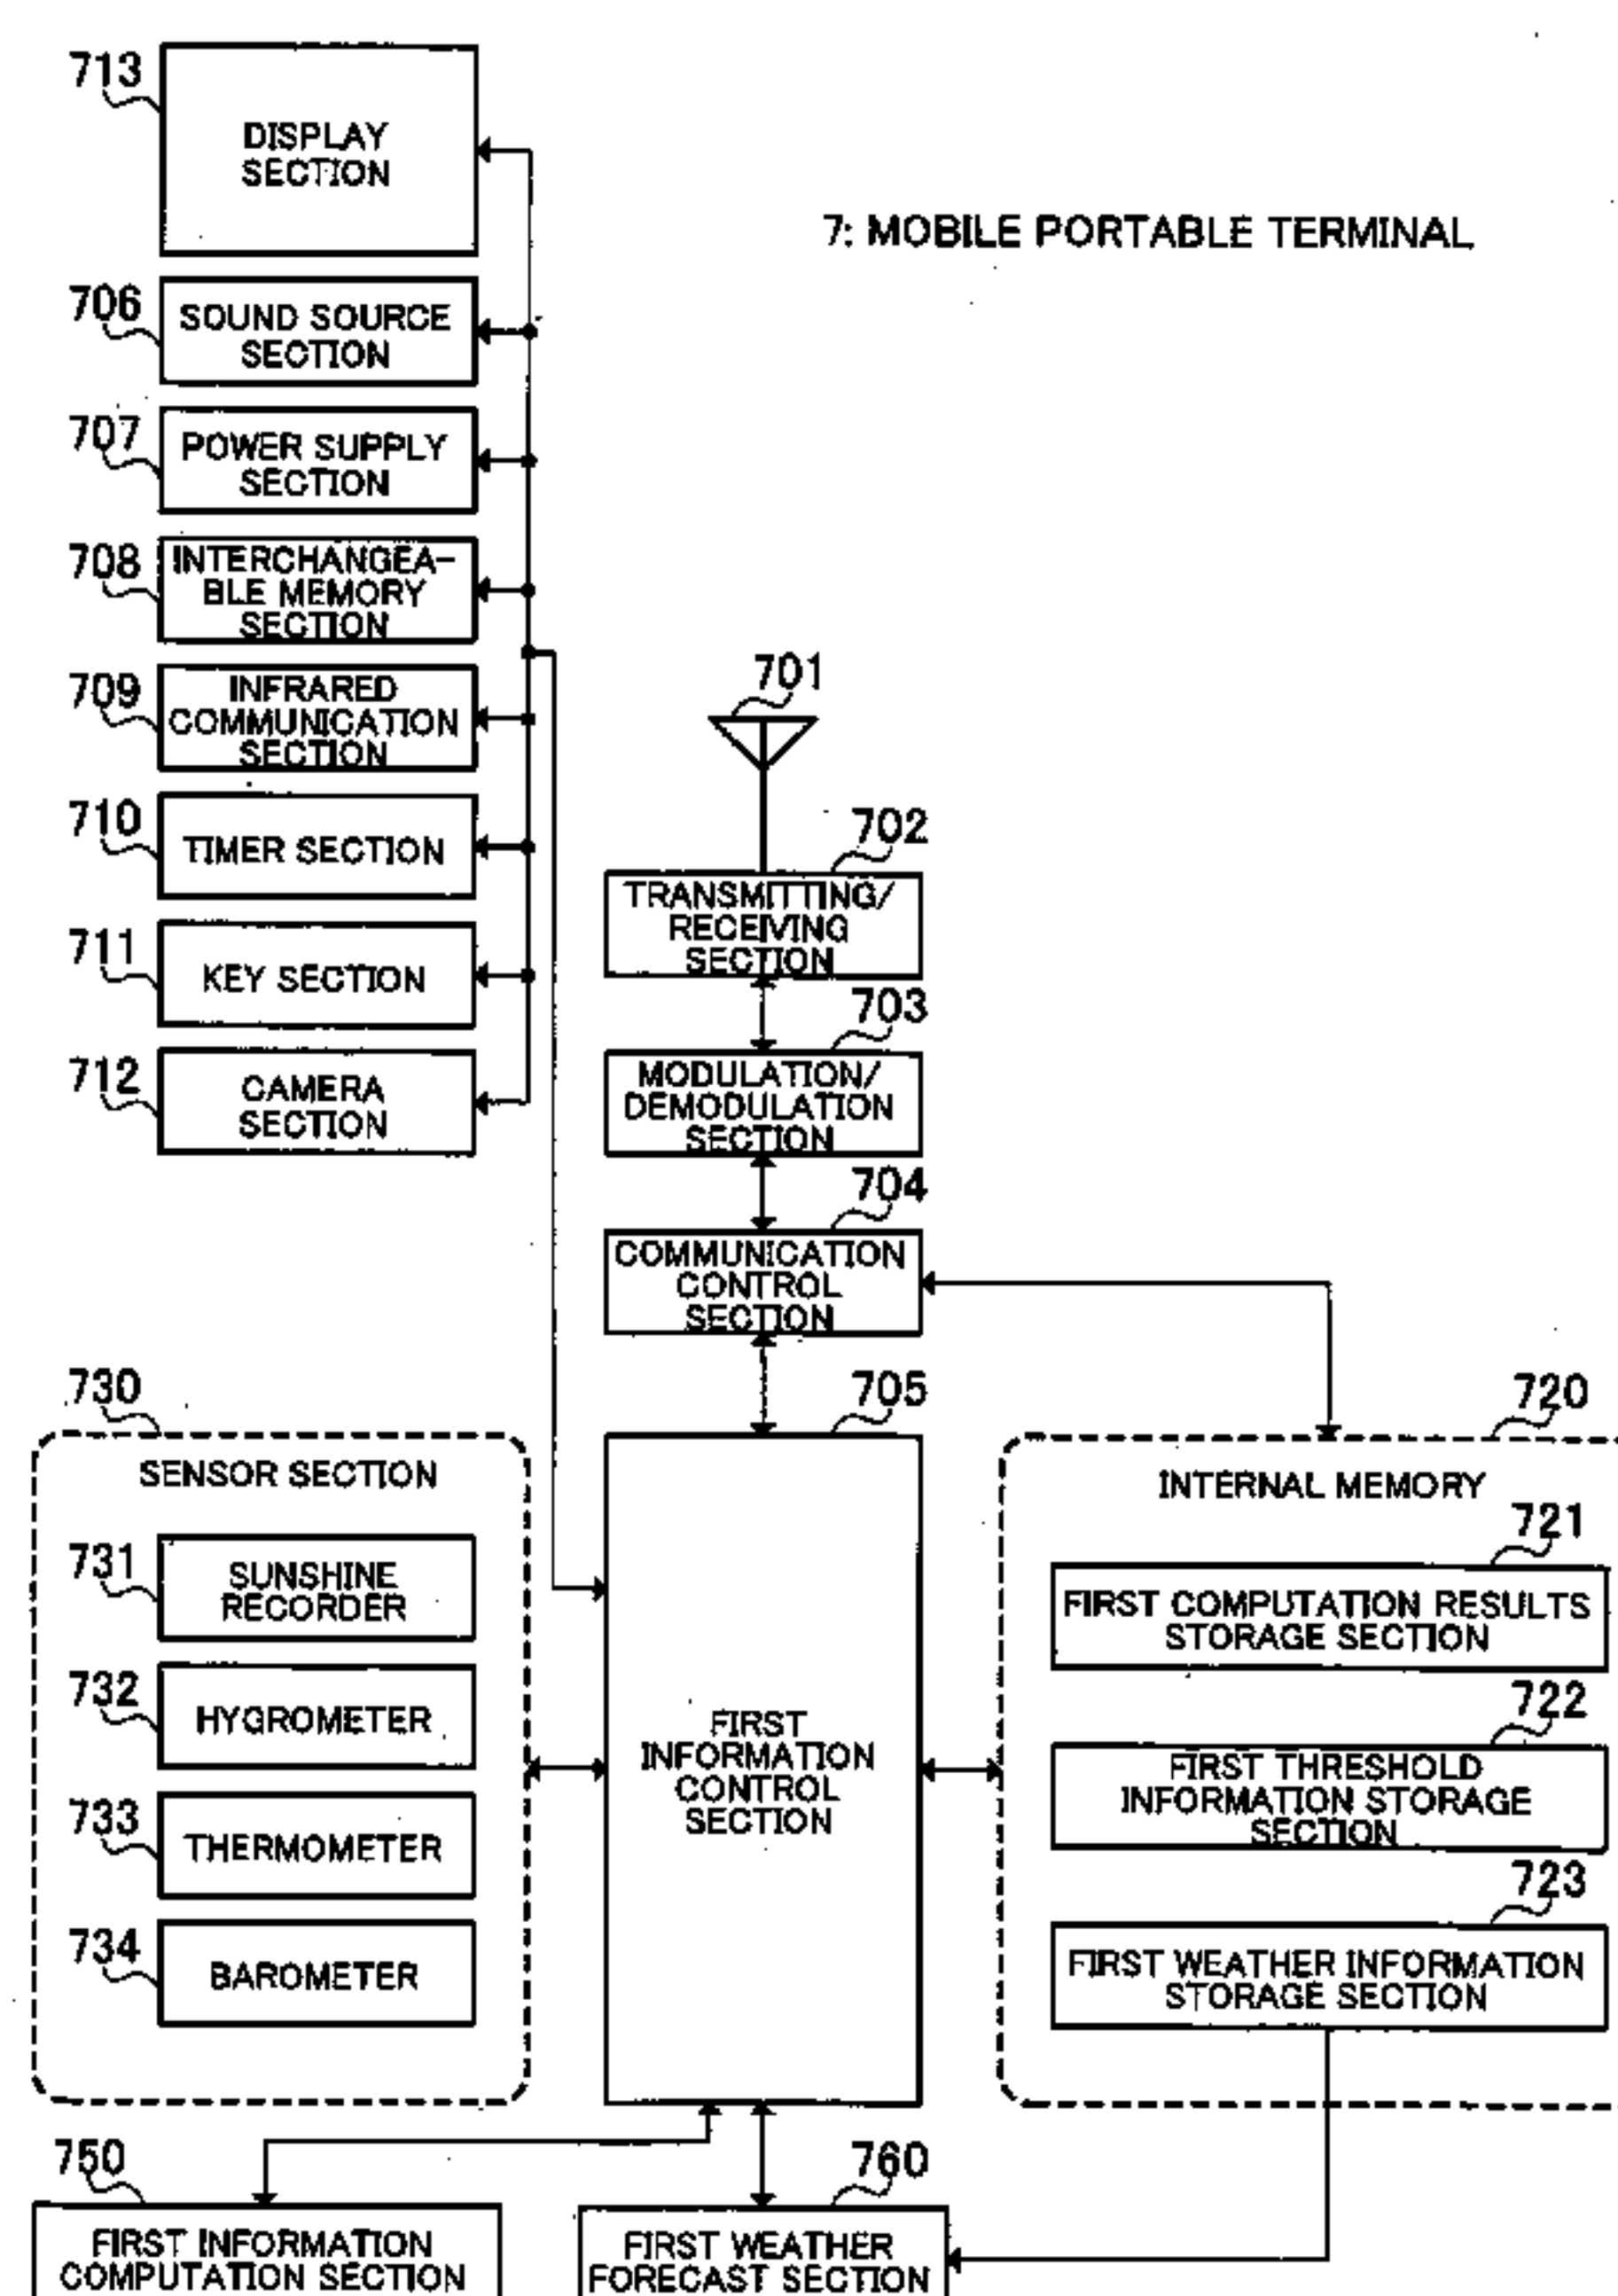 713
DISPLAY
SECTION
7: MOBILE PORTABLE TERMINAL
706
SOUND SOURCE
SECTION
707
POWER SUPPLY
SECTION
708
INTERCHANGEA-
BLE MEMORY
SECTION
709
INFRARED
COMMUNICATION
SECTION
710
TIMER SECTION
711
KEY SECTION
712
CAMERA
SECTION
701
702
TRANSMITTING/
RECEIVING
SECTION
703
MODULATION/
DEMODULATION
SECTION
704
COMMUNICATION
CONTROL
SECTION
730
SENSOR SECTION
731
SUNSHINE
RECORDER
732
HYGROMETER
733
THERMOMETER
734
BAROMETER
705
FIRST
INFORMATION
CONTROL
SECTION
720
INTERNAL MEMORY
721
FIRST COMPUTATION RESULTS
STORAGE SECTION
722
FIRST THRESHOLD
INFORMATION STORAGE
SECTION
723
FIRST WEATHER INFORMATION
STORAGE SECTION
750
FIRST INFORMATION
COMPUTATION SECTION
760
FIRST WEATHER
FORECAST SECTION